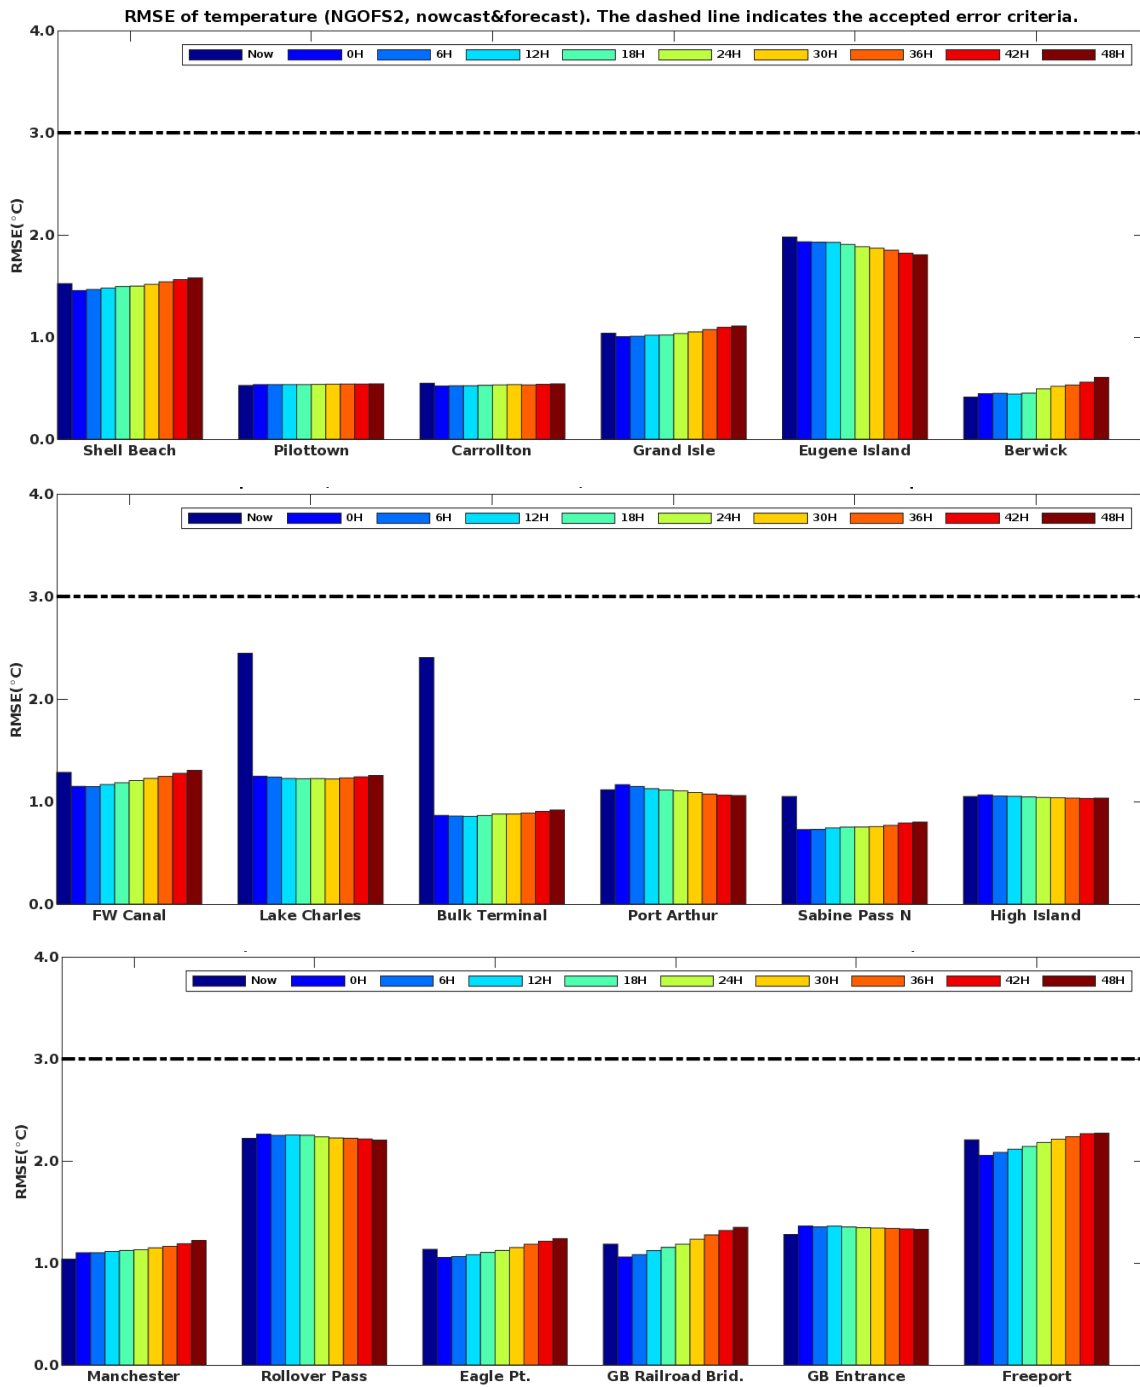 RMSE of temperature (NGOFS2, nowcast&forecast). The dashed line indicates the accepted error criteria.
4.0
Now 0H 6H 12H 18H 24H 30H 36H 42H 48H
3.0
2.0
RMSE(°C)
1.0
0.0
Shell Beach Pilottown Carrollton Grand Isle Eugene Island Berwick
4.0
Now 0H 6H 12H 18H 24H 30H 36H 42H 48H
3.0
2.0
RMSE(°C)
1.0
0.0
FW Canal Lake Charles Bulk Terminal Port Arthur Sabine Pass N High Island
4.0
Now 0H 6H 12H 18H 24H 30H 36H 42H 48H
3.0
2.0
RMSE(°C)
1.0
0.0
Manchester Rollover Pass Eagle Pt. GB Railroad Brid. GB Entrance Freeport